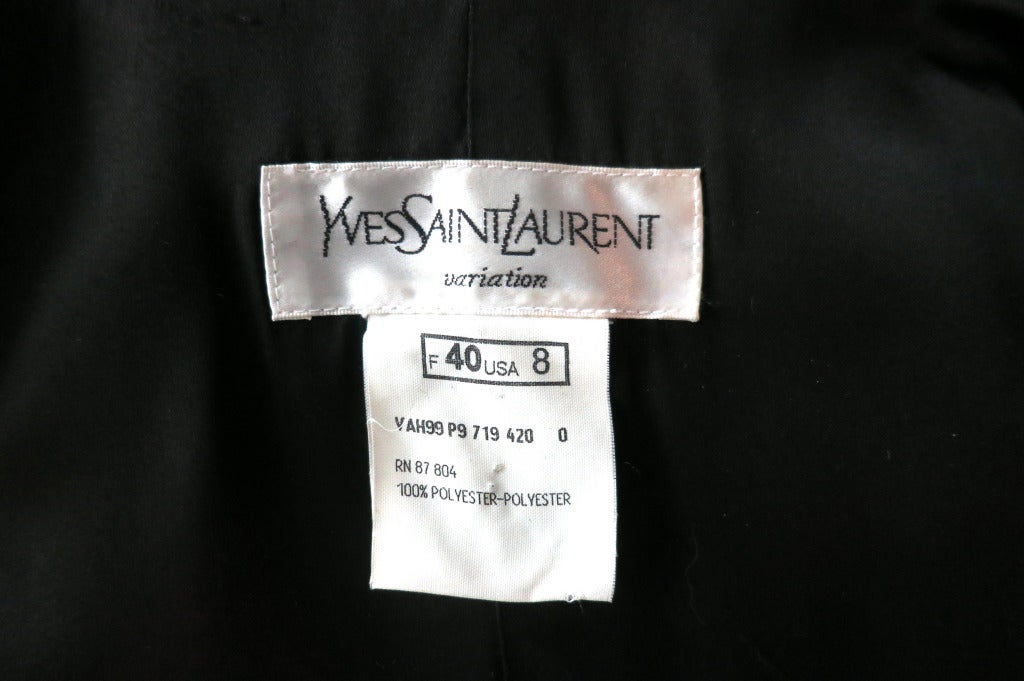 YVESSAINTLAURENT
variation
F 40 USA 8
VAH99 P9 719 420 0
RN 87 804
100% POLYESTER-POLYESTER